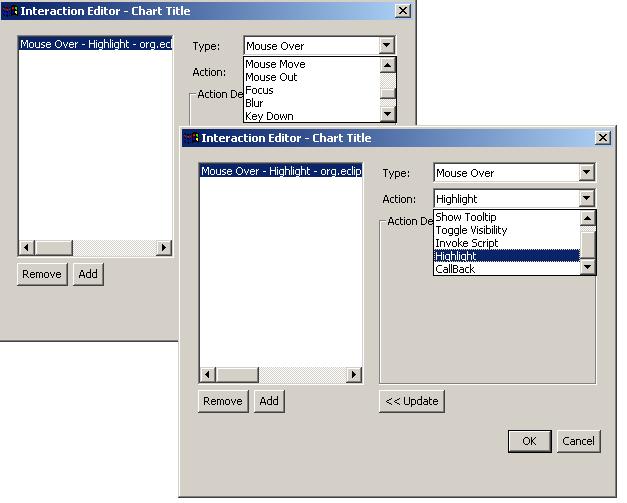 Interaction Editor - Chart Title
Mouse Over - Highlight - org.ecl
Type: Mouse Over
Action:
Mouse Move
Mouse Out
Focus
Blur
Key Down
Action De
Remove Add
Interaction Editor - Chart Title
Mouse Over - Highlight - org.eclip
Type: Mouse Over
Action: Highlight
Action De
Show Tooltip
Toggle Visibility
Invoke Script
Highlight
CallBack
Remove Add << Update
OK Cancel